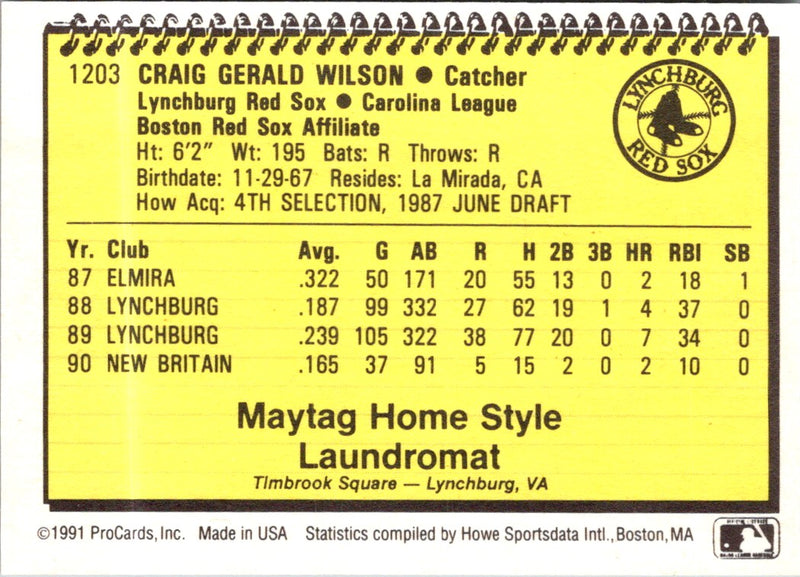 1203 CRAIG GERALD WILSON ● Catcher
Lynchburg Red Sox ● Carolina League
Boston Red Sox Affiliate
Ht: 6'2" Wt: 195 Bats: R Throws: R
Birthdate: 11-29-67 Resides: La Mirada, CA
How Acq: 4TH SELECTION, 1987 JUNE DRAFT
LYNCHBURG
RED SOX
Yr. Club Avg. G AB R H 2B 3B HR RBI SB
87 ELMIRA .322 50 171 20 55 13 0 2 18 1
88 LYNCHBURG .187 99 332 27 62 19 1 4 37 0
89 LYNCHBURG .239 105 322 38 77 20 0 7 34 0
90 NEW BRITAIN .165 37 91 5 15 2 0 2 10 0
Maytag Home Style
Laundromat
Timbrook Square — Lynchburg, VA
©1991 ProCards, Inc. Made in USA Statistics compiled by Howe Sportsdata Intl., Boston, MA